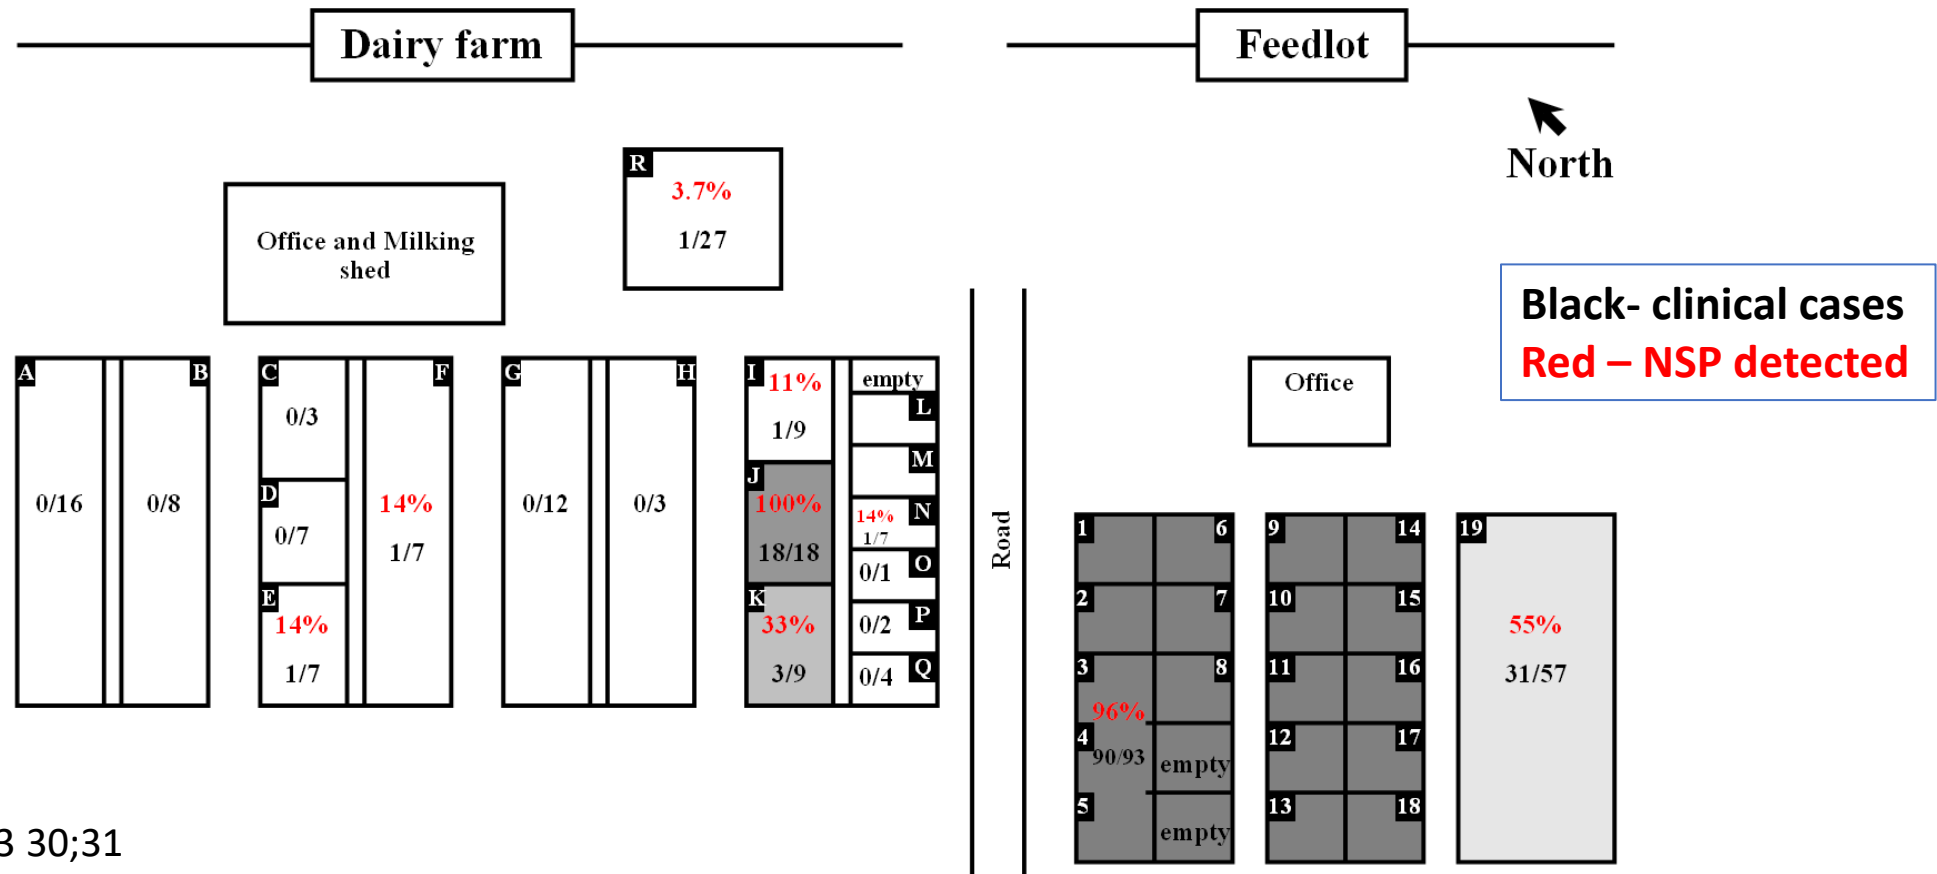 Dairy farm
Feedlot
North
R
3.7%
1/27
Office and Milking
shed
Black- clinical cases
Red – NSP detected
A
0/16
B
0/8
C
0/3
D
0/7
E
14%
1/7
F
14%
1/7
G
0/12
H
0/3
I
11%
1/9
J
100%
18/18
K
33%
3/9
empty
L
M
N
14%
1/7
O
0/1
P
0/2
Q
0/4
Road
Office
1
2
3
96%
4
90/93
5
6
7
8
empty
empty
9
10
11
12
13
14
15
16
17
18
19
55%
31/57
3 30;31